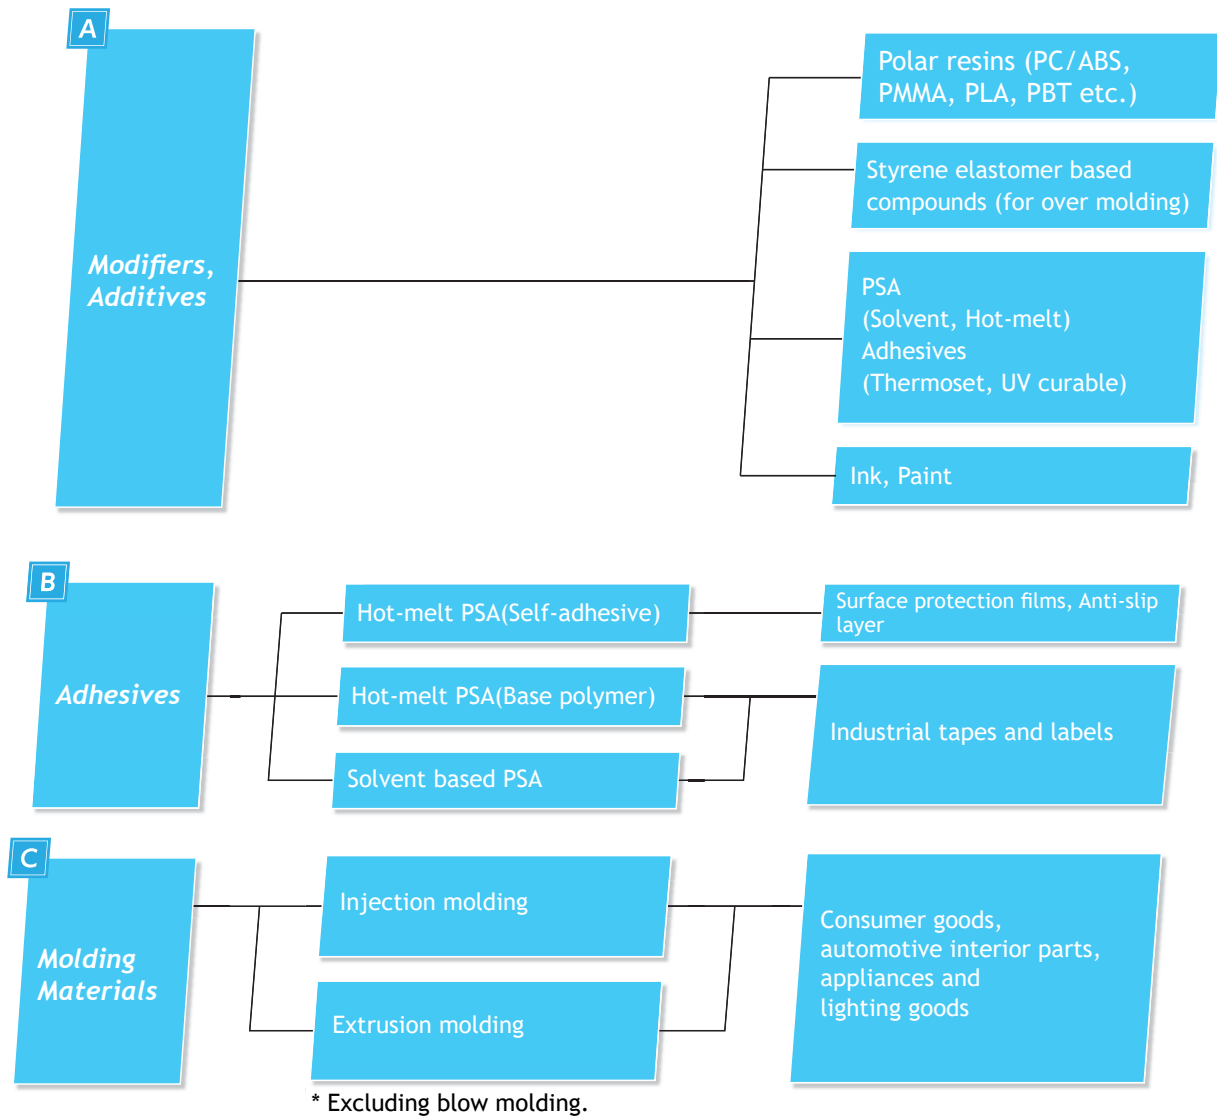 A
Modifiers,
Additives
Polar resins (PC/ABS,
PMMA, PLA, PBT etc.)
Styrene elastomer based
compounds (for over molding)
PSA
(Solvent, Hot-melt)
Adhesives
(Thermoset, UV curable)
Ink, Paint
B
Adhesives
Hot-melt PSA(Self-adhesive)
Surface protection films, Anti-slip
layer
Hot-melt PSA(Base polymer)
Solvent based PSA
Industrial tapes and labels
C
Molding
Materials
Injection molding
Extrusion molding
Consumer goods,
automotive interior parts,
appliances and
lighting goods
* Excluding blow molding.